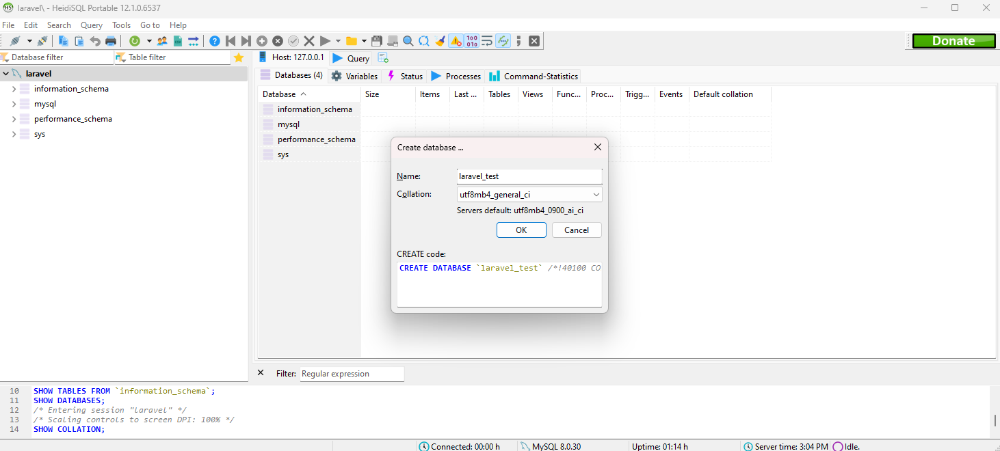 laravel\ - HeidiSQL Portable 12.1.0.6537
File Edit Search Query Tools Go to Help
Donate
Database filter Table filter
Host: 127.0.0.1 Query
laravel
information_schema
mysql
performance_schema
sys
Databases (4) Variables Status Processes Command-Statistics
Database Size Items Last ... Tables Views Func... Proc... Trigg... Events Default collation
information_schema
mysql
performance_schema
sys
Create database ...
Name: laravel_test
Collation: utf8mb4_general_ci
Servers default: utf8mb4_0900_ai_ci
OK Cancel
CREATE code:
CREATE DATABASE `laravel_test` /*!40100 CO
Filter: Regular expression
10 SHOW TABLES FROM `information_schema`;
11 SHOW DATABASES;
12 /* Entering session "laravel" */
13 /* Scaling controls to screen DPI: 100% */
14 SHOW COLLATION;
Connected: 00:00 h MySQL 8.0.30 Uptime: 01:14 h Server time: 3:04 PM Idle.